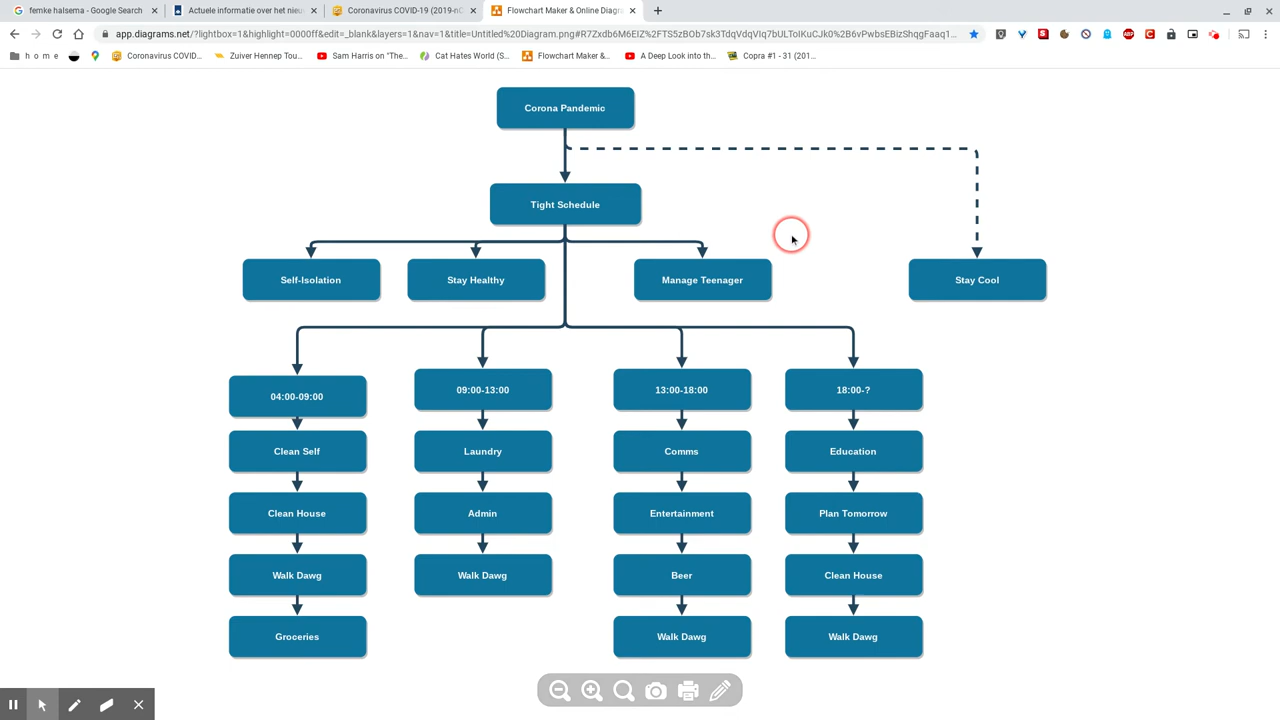 femke halsema - Google Search
Actuele informatie over het nieu
Coronavirus COVID-19 (2019-nC
Flowchart Maker & Online Diagra
app.diagrams.net/?lightbox=1&highlight=0000ff&edit=_blank&layers=1&nav=1&title=Untitled%20Diagram.png#R7Zxdb6M6EIZ%2FTS5zBOb7sk3TdqVdqVIq7bULToIKuCJk0%2B6vPwbsEBizShqgFaaq1...
h o m e
Coronavirus COVID...
Zuiver Hennep Tou...
Sam Harris on "The...
Cat Hates World (S...
Flowchart Maker &...
A Deep Look into th...
Copra #1 - 31 (201...
Corona Pandemic
Tight Schedule
Self-Isolation
Stay Healthy
Manage Teenager
Stay Cool
04:00-09:00
09:00-13:00
13:00-18:00
18:00-?
Clean Self
Laundry
Comms
Education
Clean House
Admin
Entertainment
Plan Tomorrow
Walk Dawg
Walk Dawg
Beer
Clean House
Groceries
Walk Dawg
Walk Dawg